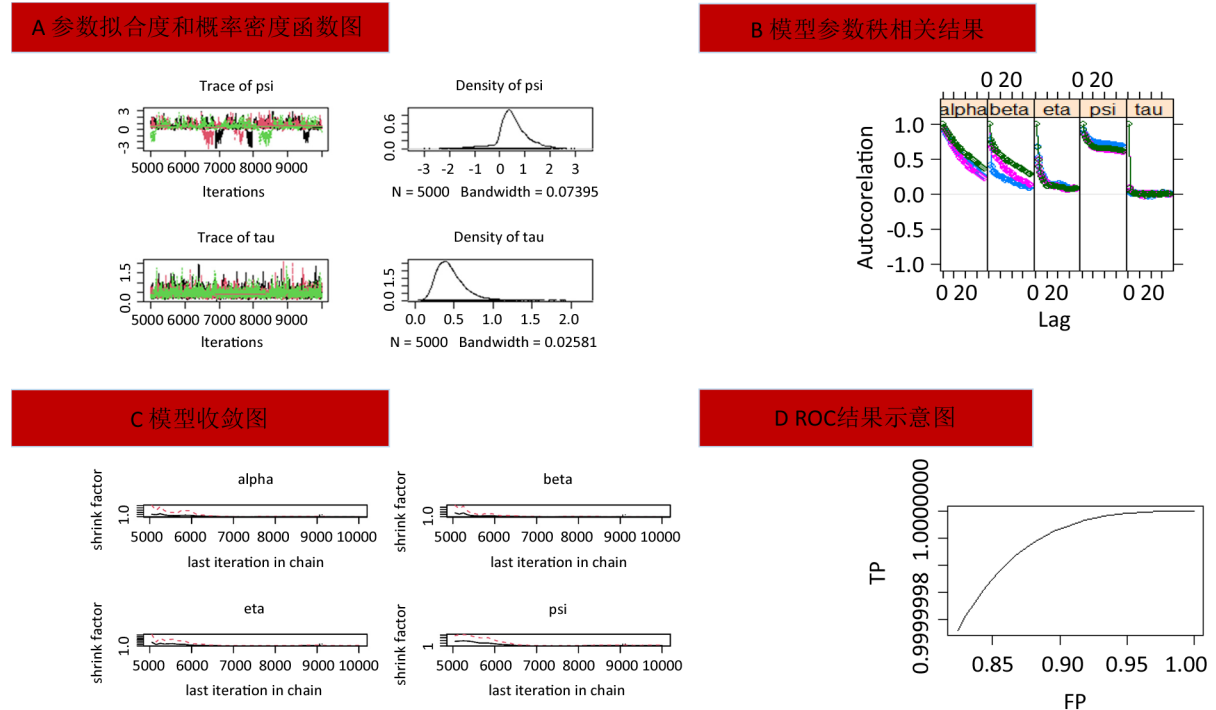 A 参数拟合度和概率密度函数图
Trace of psi
-3 0 3
5000 6000 7000 8000 9000
Iterations
Density of psi
0.0 0.6
-3 -2 -1 0 1 2 3
N = 5000 Bandwidth = 0.07395
Trace of tau
0.0 1.5
5000 6000 7000 8000 9000
Iterations
Density of tau
0.0 1.5
0.0 0.5 1.0 1.5 2.0
N = 5000 Bandwidth = 0.02581
B 模型参数秩相关结果
0 20 0 20
alpha beta eta psi tau
Autocorelation
1.0
0.5
0.0
-0.5
-1.0
0 20 0 20 0 20
Lag
C 模型收敛图
alpha
shrink factor
1.0
5000 6000 7000 8000 9000 10000
last iteration in chain
beta
shrink factor
1.0
5000 6000 7000 8000 9000 10000
last iteration in chain
eta
shrink factor
1.0
5000 6000 7000 8000 9000 10000
last iteration in chain
psi
shrink factor
1
5000 6000 7000 8000 9000 10000
last iteration in chain
D ROC结果示意图
TP
0.9999998 1.0000000
0.85 0.90 0.95 1.00
FP